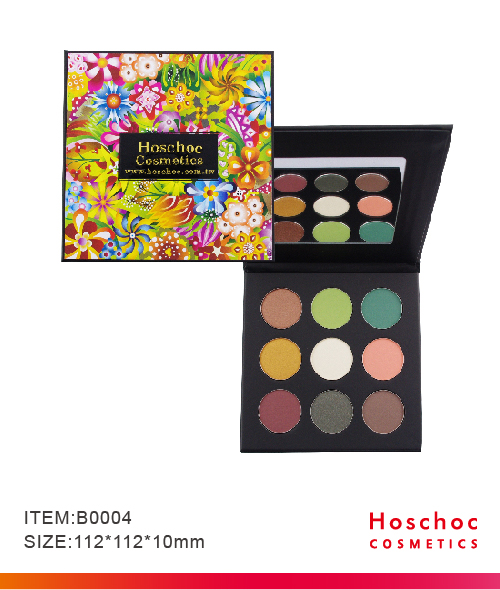 Hoschoc
Cosmetics
www.hoschoc.com.tw
ITEM:B0004
SIZE:112*112*10mm
Hoschoc
COSMETICS